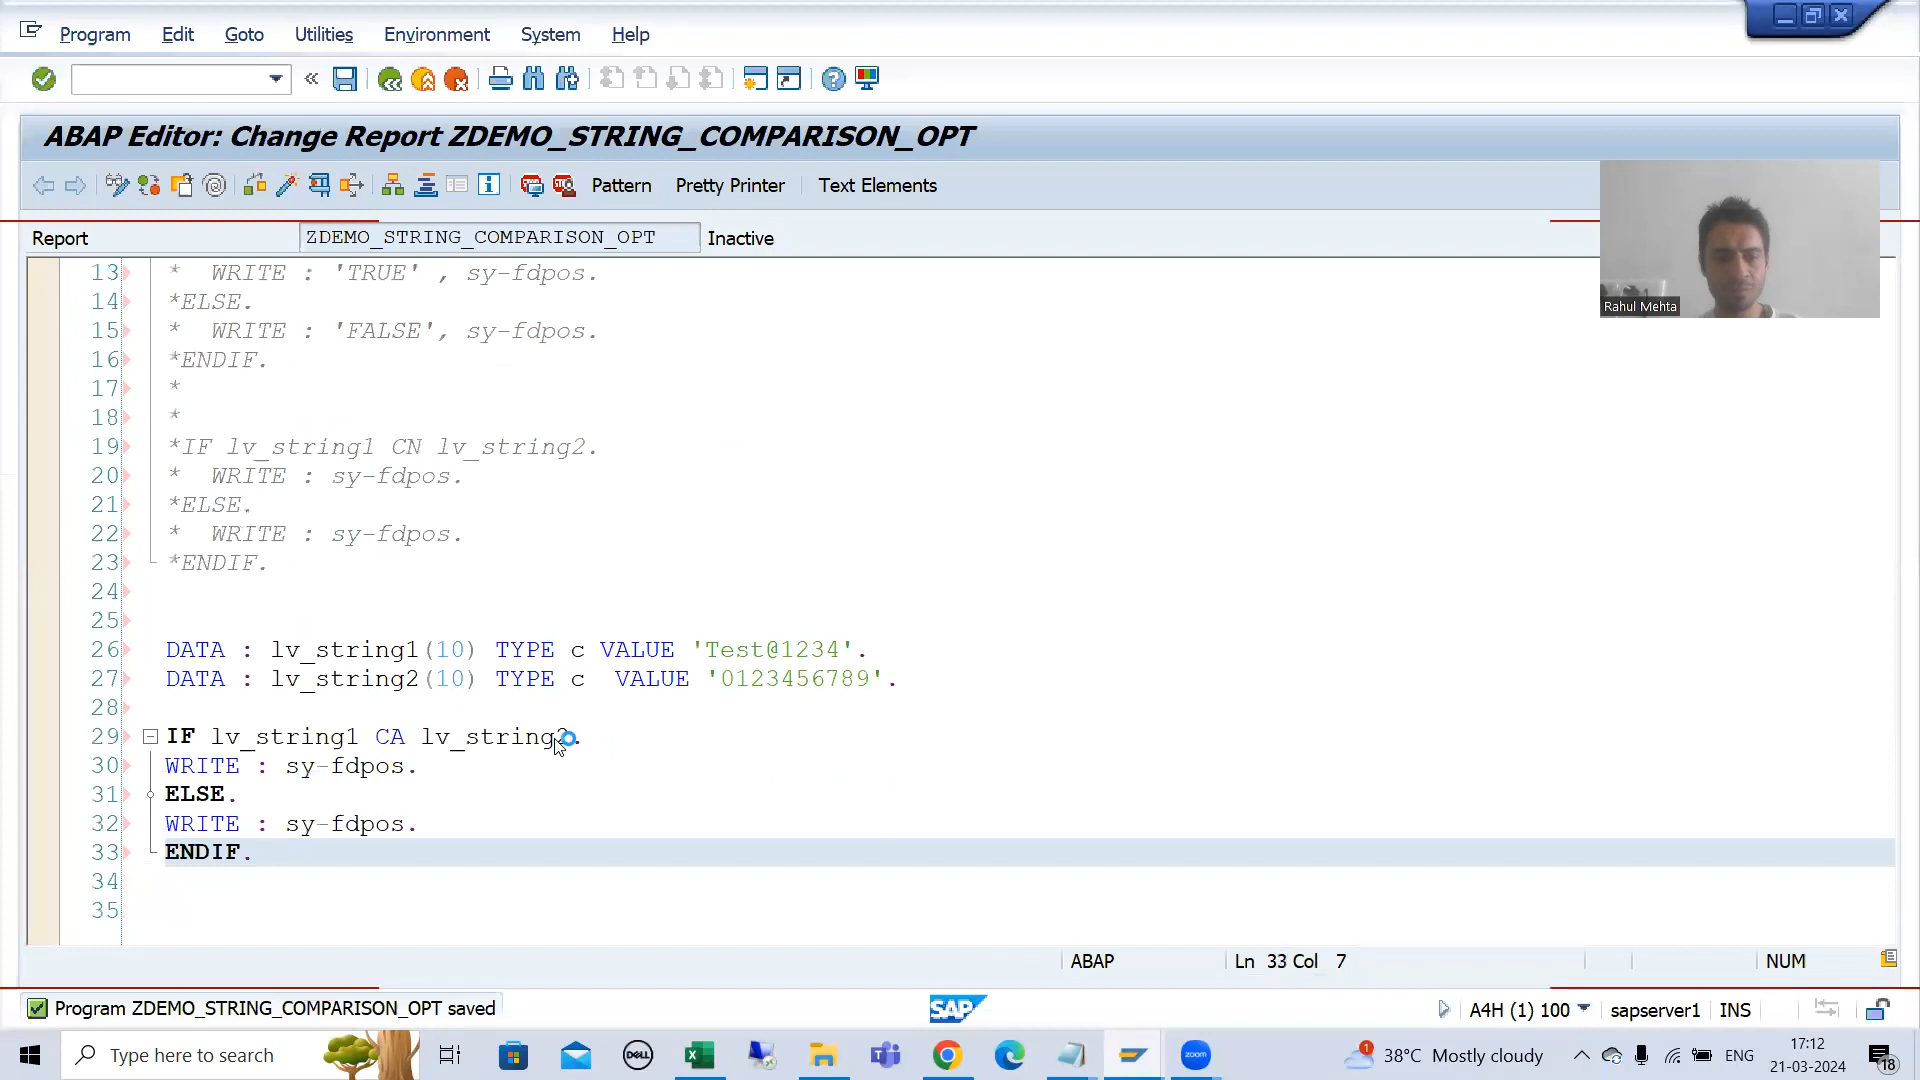 Program Edit Goto Utilities Environment System Help
ABAP Editor: Change Report ZDEMO_STRING_COMPARISON_OPT
Pattern Pretty Printer Text Elements
Report ZDEMO_STRING_COMPARISON_OPT Inactive
13 * WRITE : 'TRUE' , sy-fdpos.
14 *ELSE.
15 * WRITE : 'FALSE', sy-fdpos.
16 *ENDIF.
17 *
18 *
19 *IF lv_string1 CN lv_string2.
20 * WRITE : sy-fdpos.
21 *ELSE.
22 * WRITE : sy-fdpos.
23 *ENDIF.
24
25
26 DATA : lv_string1(10) TYPE c VALUE 'Test@1234'.
27 DATA : lv_string2(10) TYPE c VALUE '0123456789'.
28
29 IF lv_string1 CA lv_string2.
30 WRITE : sy-fdpos.
31 ELSE.
32 WRITE : sy-fdpos.
33 ENDIF.
34
35
Rahul Mehta
ABAP Ln 33 Col 7 NUM
Program ZDEMO_STRING_COMPARISON_OPT saved
SAP
A4H (1) 100 sapserver1 INS
Type here to search
DELL
zoom
1
38°C Mostly cloudy
ENG
17:12
21-03-2024
18